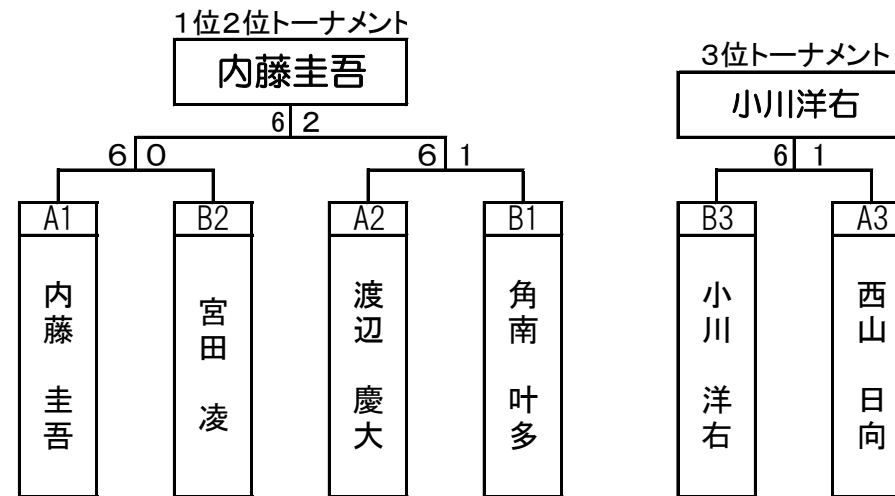 1位2位トーナメント
内藤圭吾
6 2
6 0
6 1
A1
B2
A2
B1
内藤 圭吾
宮田 凌
渡辺 慶大
角南 叶多
3位トーナメント
小川洋右
6 1
B3
A3
小川 洋右
西山 日向